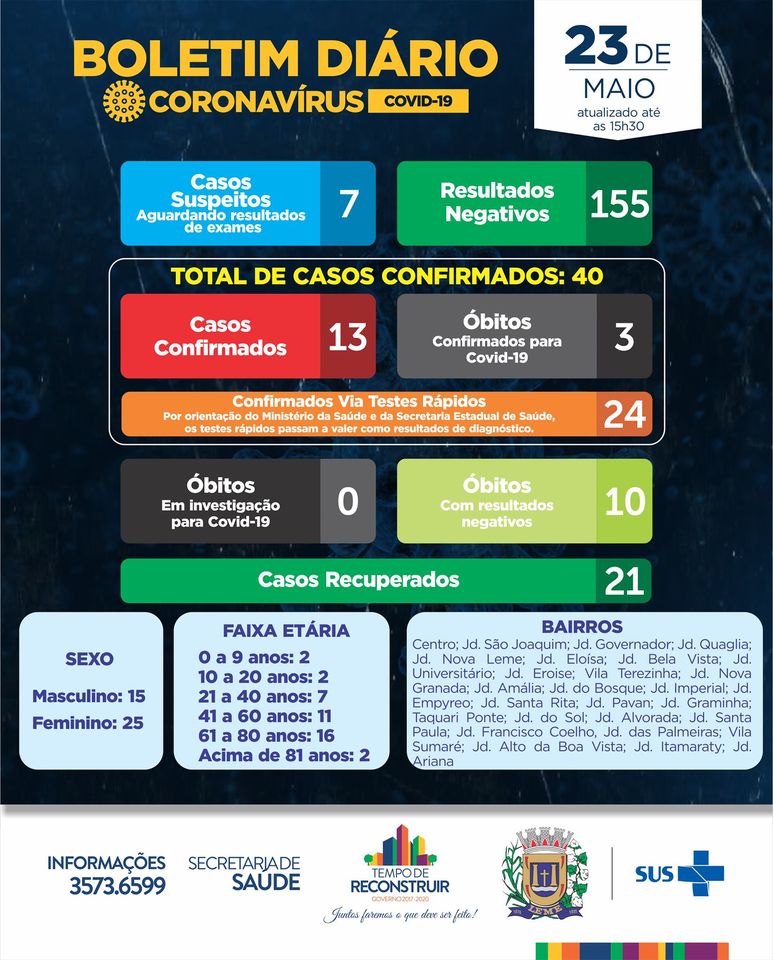 BOLETIM DIÁRIO
CORONAVÍRUS COVID-19
23 DE
MAIO
atualizado até
as 15h30
Casos
Suspeitos
Aguardando resultados
de exames
7
Resultados
Negativos
155
TOTAL DE CASOS CONFIRMADOS: 40
Casos
Confirmados
13
Óbitos
Confirmados para
Covid-19
3
Confirmados Via Testes Rápidos
Por orientação do Ministério da Saúde e da Secretaria Estadual de Saúde,
os testes rápidos passam a valer como resultados de diagnóstico.
24
Óbitos
Em investigação
para Covid-19
0
Óbitos
Com resultados
negativos
10
Casos Recuperados
21
SEXO
Masculino: 15
Feminino: 25
FAIXA ETÁRIA
0 a 9 anos: 2
10 a 20 anos: 2
21 a 40 anos: 7
41 a 60 anos: 11
61 a 80 anos: 16
Acima de 81 anos: 2
BAIRROS
Centro; Jd. São Joaquim; Jd. Governador; Jd. Quaglia;
Jd. Nova Leme; Jd. Eloísa; Jd. Bela Vista; Jd.
Universitário; Jd. Eroise; Vila Terezinha; Jd. Nova
Granada; Jd. Amália; Jd. do Bosque; Jd. Imperial; Jd.
Empyreo; Jd. Santa Rita; Jd. Pavan; Jd. Graminha;
Taquari Ponte; Jd. do Sol; Jd. Alvorada; Jd. Santa
Paula; Jd. Francisco Coelho, Jd. das Palmeiras; Vila
Sumaré; Jd. Alto da Boa Vista; Jd. Itamaraty; Jd.
Ariana
INFORMAÇÕES
3573.6599
SECRETARIA DE
SAÚDE
TEMPO DE
RECONSTRUIR
GOVERNO 2017-2020
Juntos faremos o que deve ser feito!
LEME
SUS